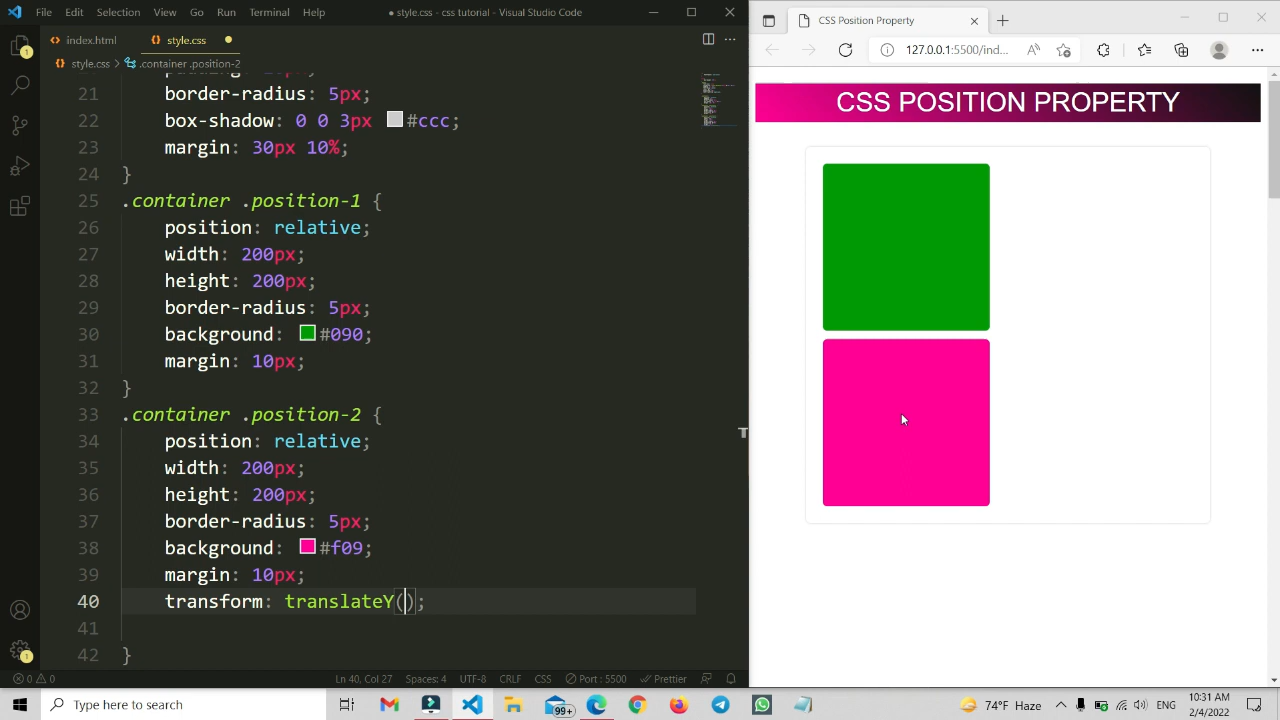 File Edit Selection View Go Run Terminal Help
● style.css - css tutorial - Visual Studio Code
CSS Position Property
index.html
style.css
127.0.0.1:5500/ind...
style.css > .container .position-2
21 border-radius: 5px;
22 box-shadow: 0 0 3px #ccc;
23 margin: 30px 10%;
24 }
25 .container .position-1 {
26 position: relative;
27 width: 200px;
28 height: 200px;
29 border-radius: 5px;
30 background: #090;
31 margin: 10px;
32 }
33 .container .position-2 {
34 position: relative;
35 width: 200px;
36 height: 200px;
37 border-radius: 5px;
38 background: #f09;
39 margin: 10px;
40 transform: translateY();
41
42 }
CSS POSITION PROPERTY
0 0 Ln 40, Col 27 Spaces: 4 UTF-8 CRLF CSS Port : 5500 Prettier
Type here to search
99+
74°F Haze
10:31 AM
2/4/2022